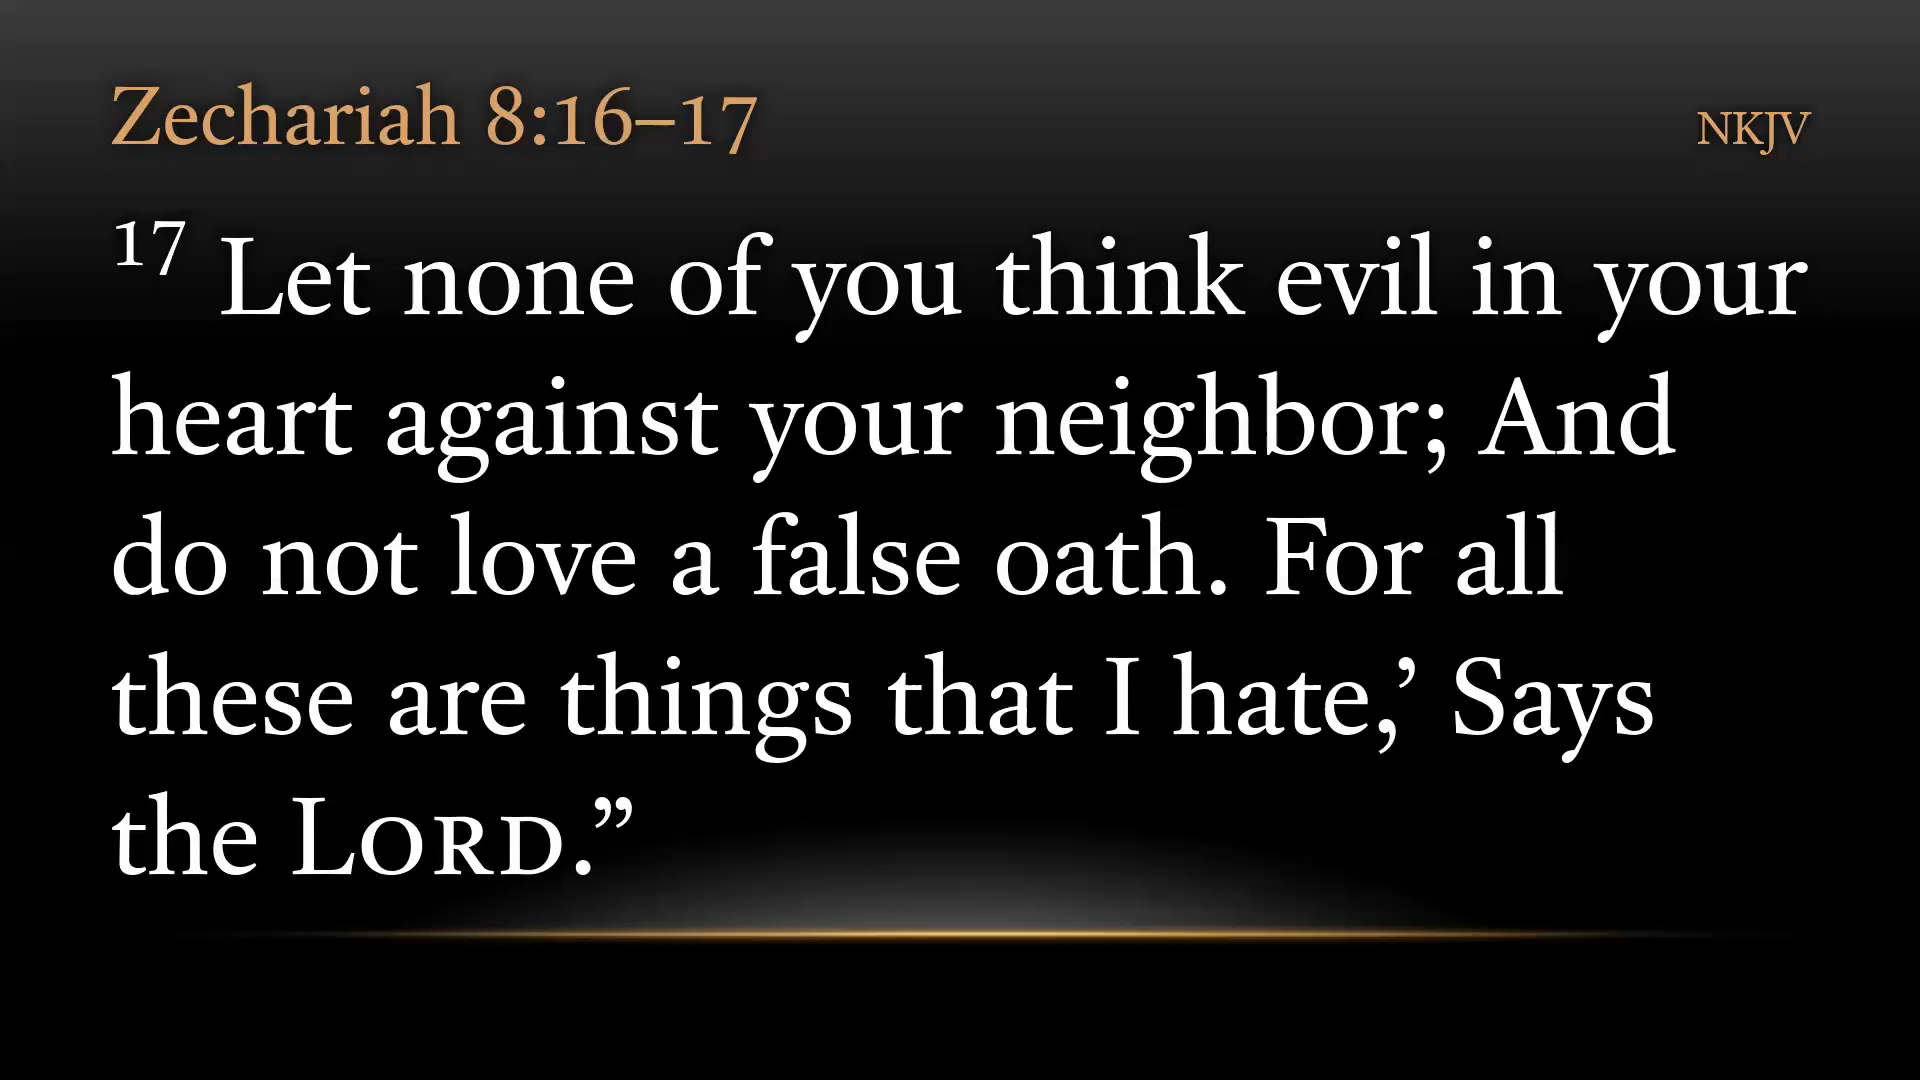 Zechariah 8:16–17 NKJV
17 Let none of you think evil in your
heart against your neighbor; And
do not love a false oath. For all
these are things that I hate,’ Says
the LORD.”